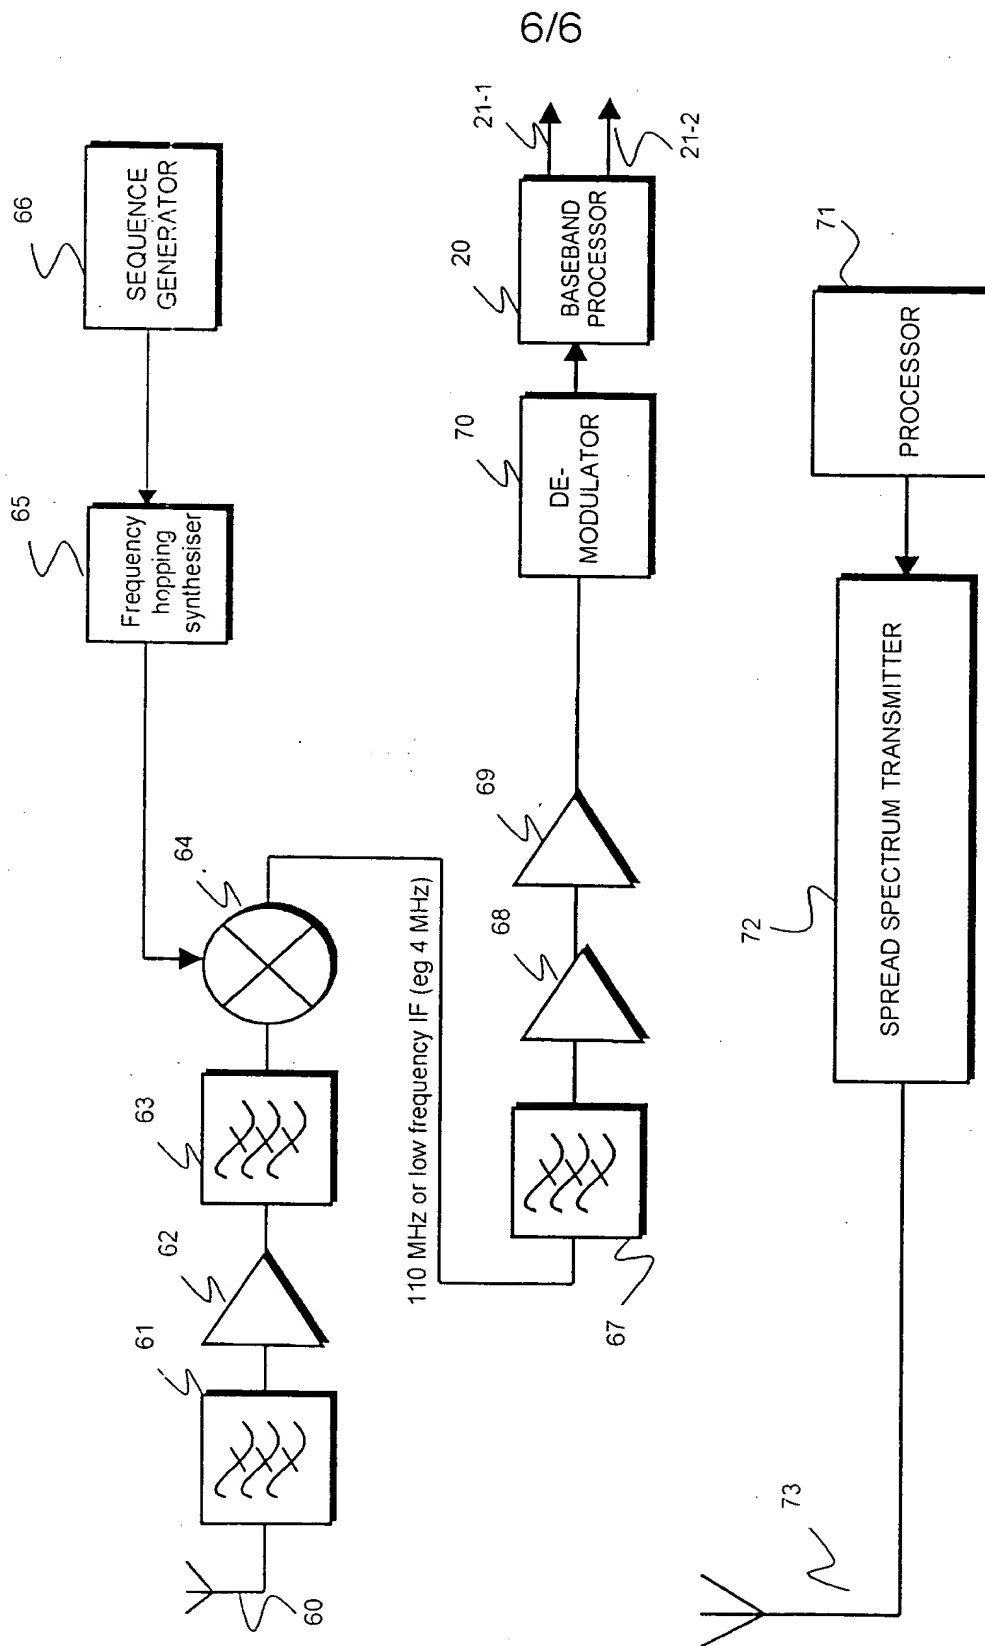 6/6
66
SEQUENCE
GENERATOR
65
Frequency
hopping
synthesiser
64
63
62
61
60
110 MHz or low frequency IF (eg 4 MHz)
67
68
69
70
DE-
MODULATOR
20
BASEBAND
PROCESSOR
21-1
21-2
71
PROCESSOR
72
SPREAD SPECTRUM TRANSMITTER
73